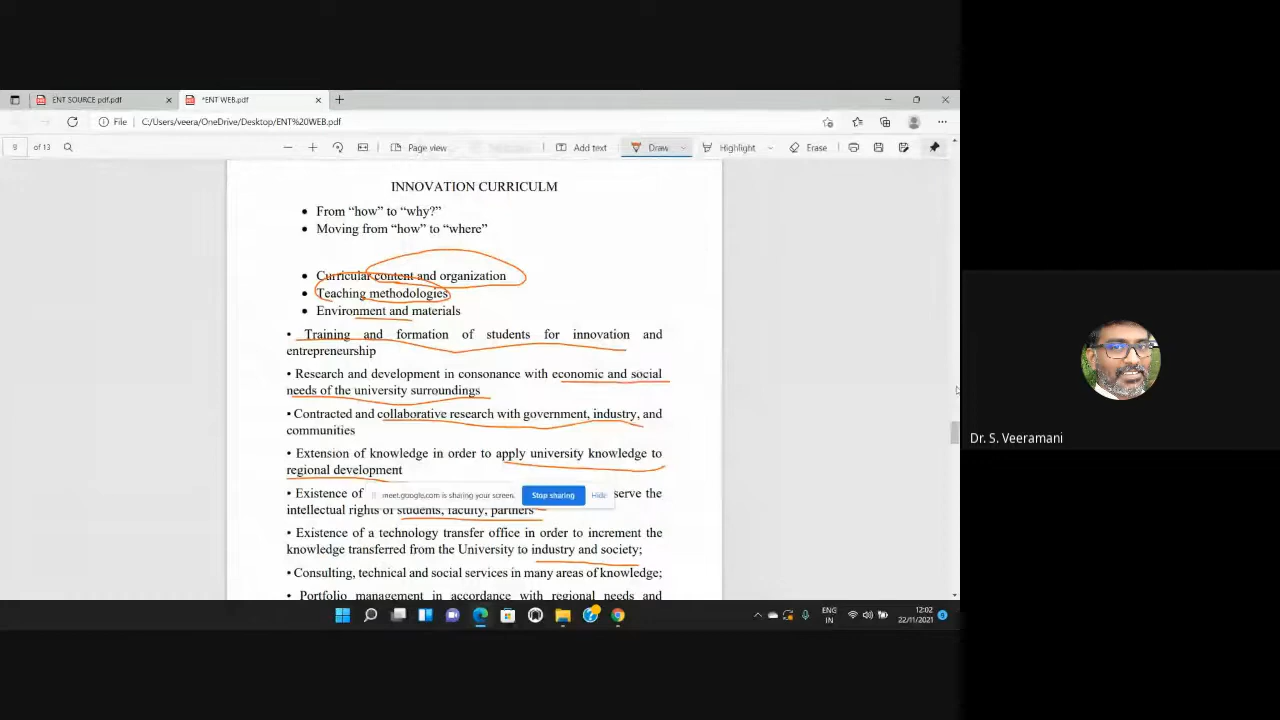 ENT SOURCE pdf.pdf
*ENT WEB.pdf
File
C:/Users/veera/OneDrive/Desktop/ENT%20WEB.pdf
9 of 13
Page view
Add text
Draw
Highlight
Erase
INNOVATION CURRICULM
• From “how” to “why?”
• Moving from “how” to “where”
• Curricular content and organization
• Teaching methodologies
• Environment and materials
• Training and formation of students for innovation and
entrepreneurship
• Research and development in consonance with economic and social
needs of the university surroundings
• Contracted and collaborative research with government, industry, and
communities
• Extension of knowledge in order to apply university knowledge to
regional development
• Existence of
serve the
meet.google.com is sharing your screen.
Stop sharing
Hide
intellectual rights of students, faculty, partners
• Existence of a technology transfer office in order to increment the
knowledge transferred from the University to industry and society;
• Consulting, technical and social services in many areas of knowledge;
• Portfolio management in accordance with regional needs and
Dr. S. Veeramani
ENG
IN
12:02
22/11/2021